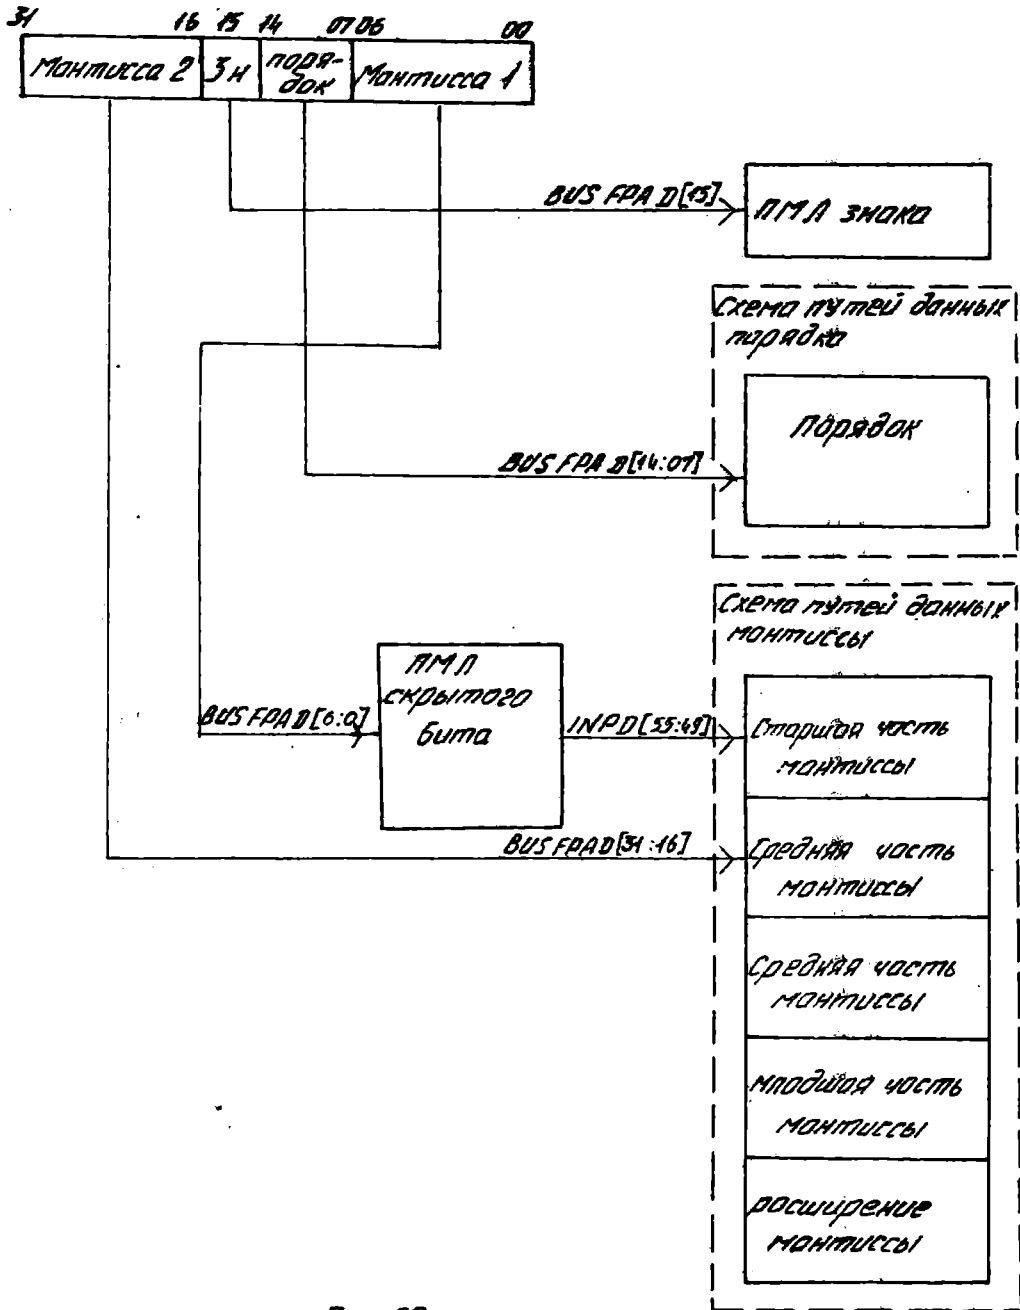 31 16 15 14 07 06 00
Мантисса 2 Зн поря-
док Мантисса 1
BUS FPA D[15]
ПМЛ знака
Схема путей данных
порядка
Порядок
BUS FPA D[14:07]
Схема путей данных
мантиссы
ПМЛ
скрытого
бита
BUS FPA D[6:0]
INPD[55:49]
Старшая часть
мантиссы
BUS FPAD[31:16]
Средняя часть
мантиссы
Средняя часть
мантиссы
младшая часть
мантиссы
расширение
мантиссы